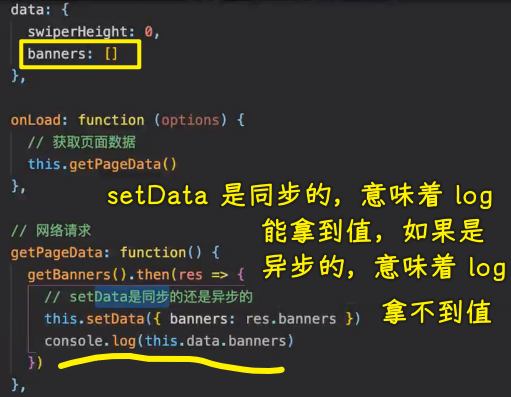 data: {
swiperHeight: 0,
banners: []
},
onLoad: function (options) {
// 获取页面数据
this.getPageData()
},
setData 是同步的，意味着 log
能拿到值，如果是
异步的，意味着 log
拿不到值
// 网络请求
getPageData: function() {
getBanners().then(res => {
// setData是同步的还是异步的
this.setData({ banners: res.banners })
console.log(this.data.banners)
})
},